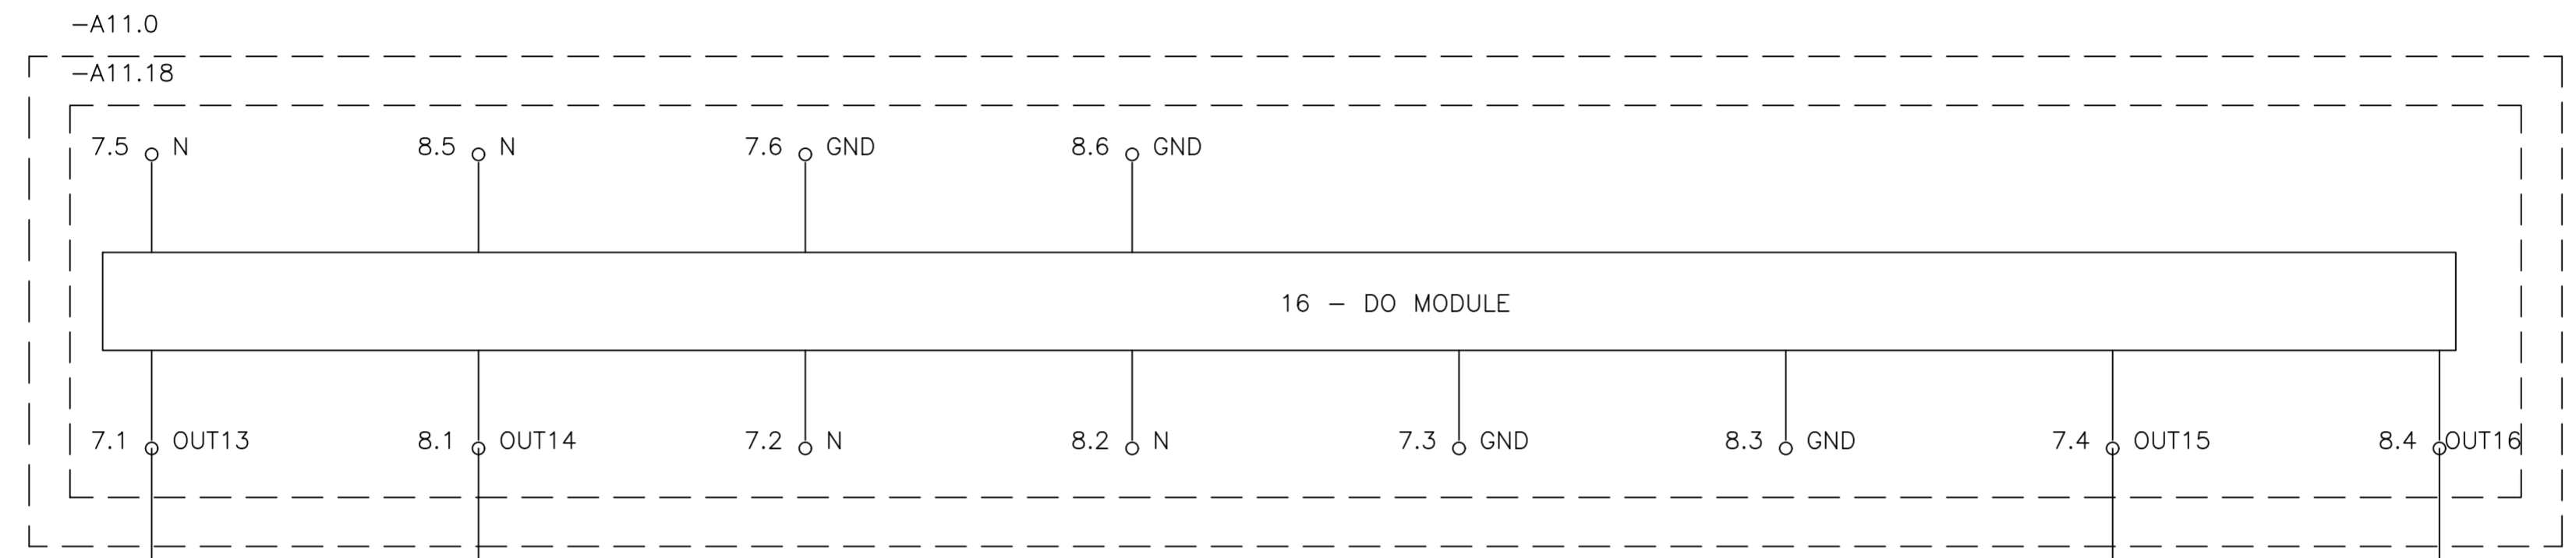 -A11.0
-A11.18
7.5 N 8.5 N 7.6 GND 8.6 GND
16 - DO MODULE
7.1 OUT13 8.1 OUT14 7.2 N 8.2 N 7.3 GND 8.3 GND 7.4 OUT15 8.4 OUT16